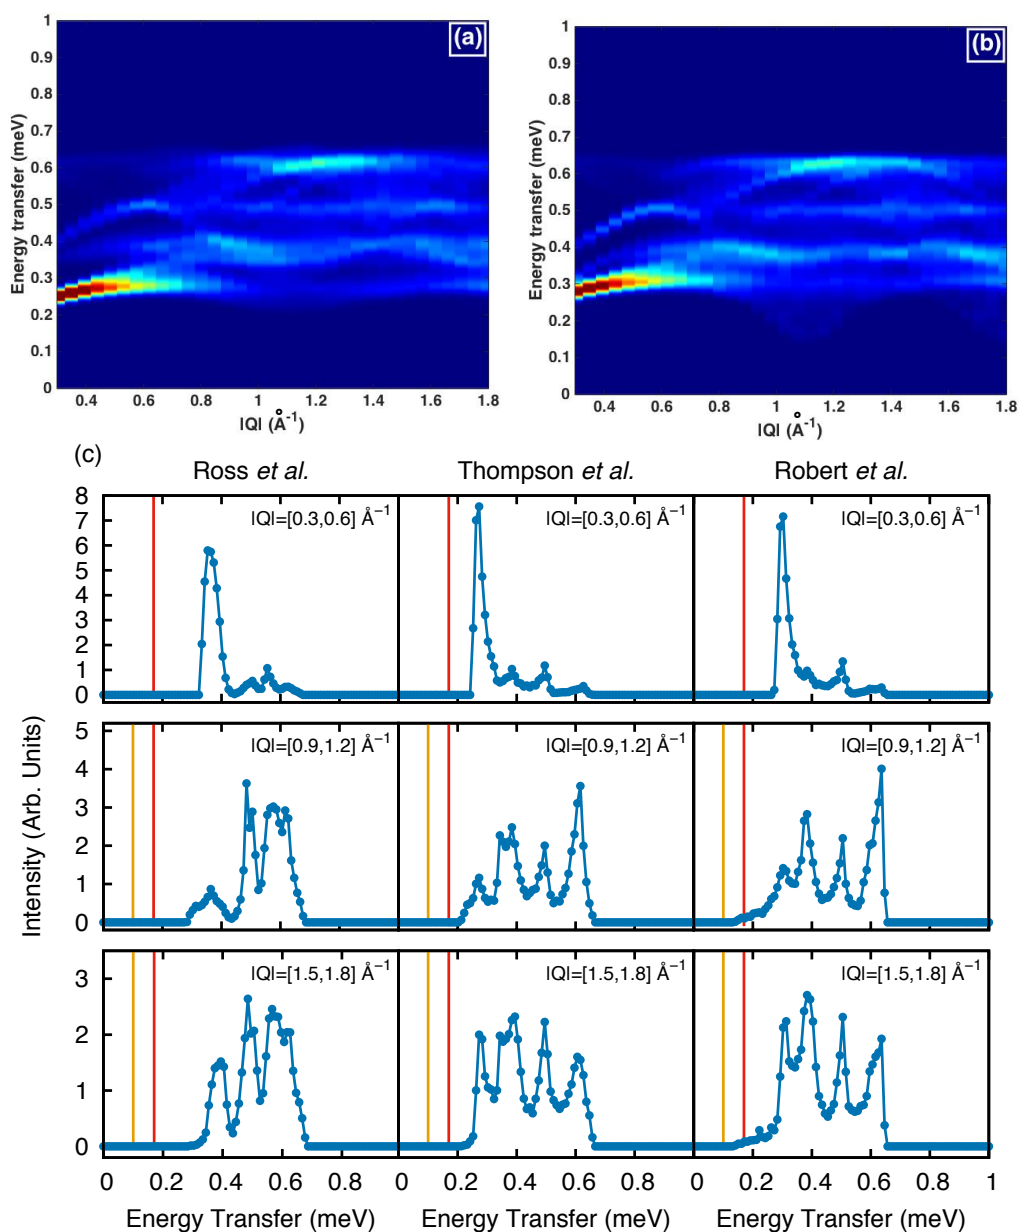 (a)
(b)
1
0.9
0.8
0.7
0.6
0.5
0.4
0.3
0.2
0.1
0
Energy transfer (meV)
0.4 0.6 0.8 1 1.2 1.4 1.6 1.8
|Q| (Å⁻¹)
1
0.9
0.8
0.7
0.6
0.5
0.4
0.3
0.2
0.1
0
Energy transfer (meV)
0.4 0.6 0.8 1 1.2 1.4 1.6 1.8
|Q| (Å⁻¹)
(c)
Ross et al. Thompson et al. Robert et al.
Intensity (Arb. Units)
8
7
6
5
4
3
2
1
0
|Q|=[0.3,0.6] Å⁻¹ |Q|=[0.3,0.6] Å⁻¹ |Q|=[0.3,0.6] Å⁻¹
5
4
3
2
1
0
|Q|=[0.9,1.2] Å⁻¹ |Q|=[0.9,1.2] Å⁻¹ |Q|=[0.9,1.2] Å⁻¹
3
2
1
0
|Q|=[1.5,1.8] Å⁻¹ |Q|=[1.5,1.8] Å⁻¹ |Q|=[1.5,1.8] Å⁻¹
0 0.2 0.4 0.6 0.8 0 0.2 0.4 0.6 0.8 0 0.2 0.4 0.6 0.8 1
Energy Transfer (meV) Energy Transfer (meV) Energy Transfer (meV)